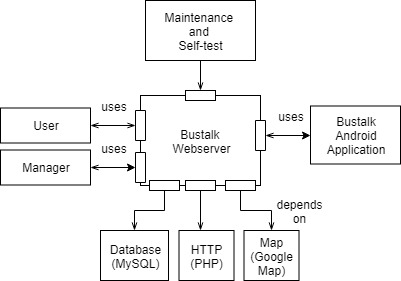 Maintenance
and
Self-test
uses
User
uses
Manager
Bustalk
Webserver
uses
Bustalk
Android
Application
depends
on
Database
(MySQL)
HTTP
(PHP)
Map
(Google
Map)